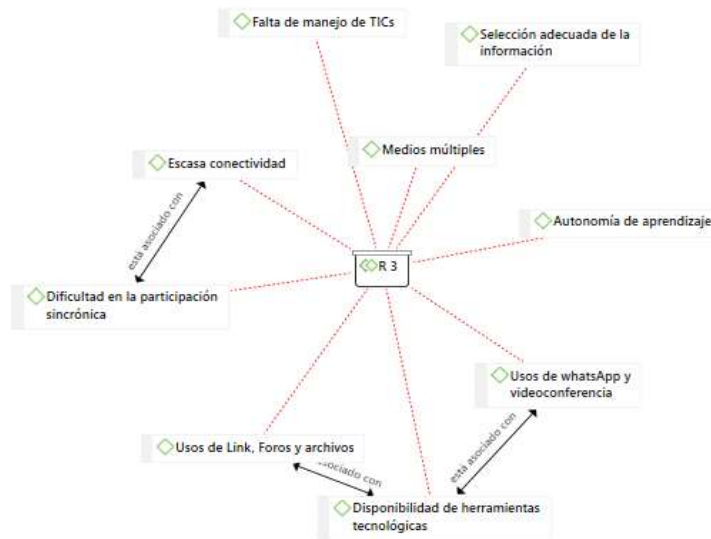 Falta de manejo de TICs
Selección adecuada de la
información
Medios múltiples
Escasa conectividad
está asociado con
Autonomía de aprendizaje
R 3
Dificultad en la participación
sincrónica
Usos de whatsApp y
videoconferencia
está asociado con
Usos de Link, Foros y archivos
asociado con
Disponibilidad de herramientas
tecnológicas